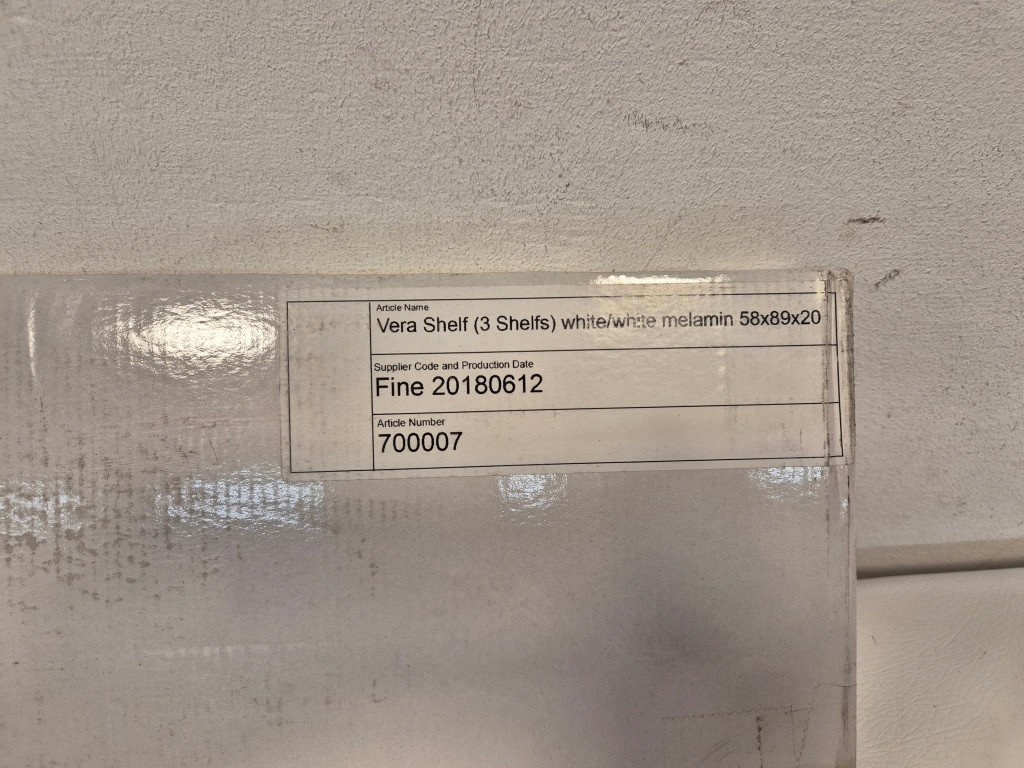 Article Name
Vera Shelf (3 Shelfs) white/white melamin 58x89x20
Supplier Code and Production Date
Fine 20180612
Article Number
700007